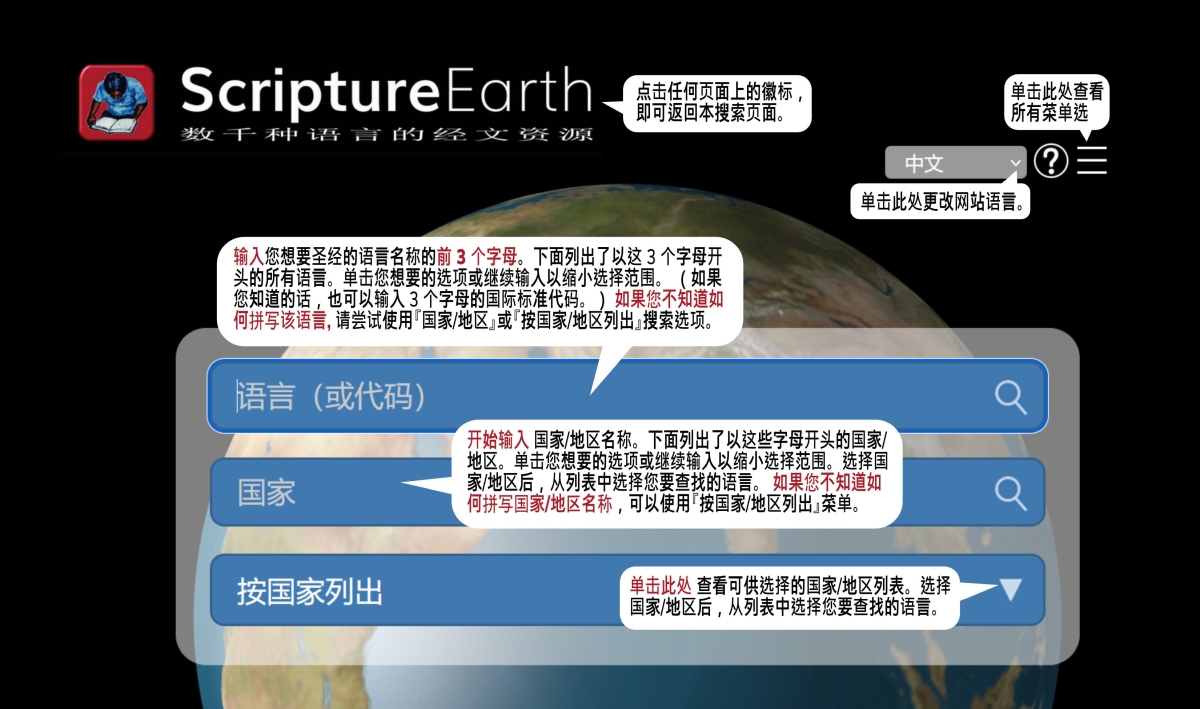 ScriptureEarth
数千种语言的经文资源
点击任何页面上的徽标，
即可返回本搜索页面。
单击此处查看
所有菜单选
中文
?
单击此处更改网站语言。
输入您想要圣经的语言名称的前 3 个字母。下面列出了以这 3 个字母开
头的所有语言。单击您想要的选项或继续输入以缩小选择范围。（如果
您知道的话，也可以输入 3 个字母的国际标准代码。）如果您不知道如
何拼写该语言, 请尝试使用『国家/地区』或『按国家/地区列出』搜索选项。
语言（或代码）
开始输入 国家/地区名称。下面列出了以这些字母开头的国家/
地区。单击您想要的选项或继续输入以缩小选择范围。选择国
家/地区后，从列表中选择您要查找的语言。 如果您不知道如
何拼写国家/地区名称，可以使用『按国家/地区列出』菜单。
国家
按国家列出
单击此处 查看可供选择的国家/地区列表。选择
国家/地区后，从列表中选择您要查找的语言。